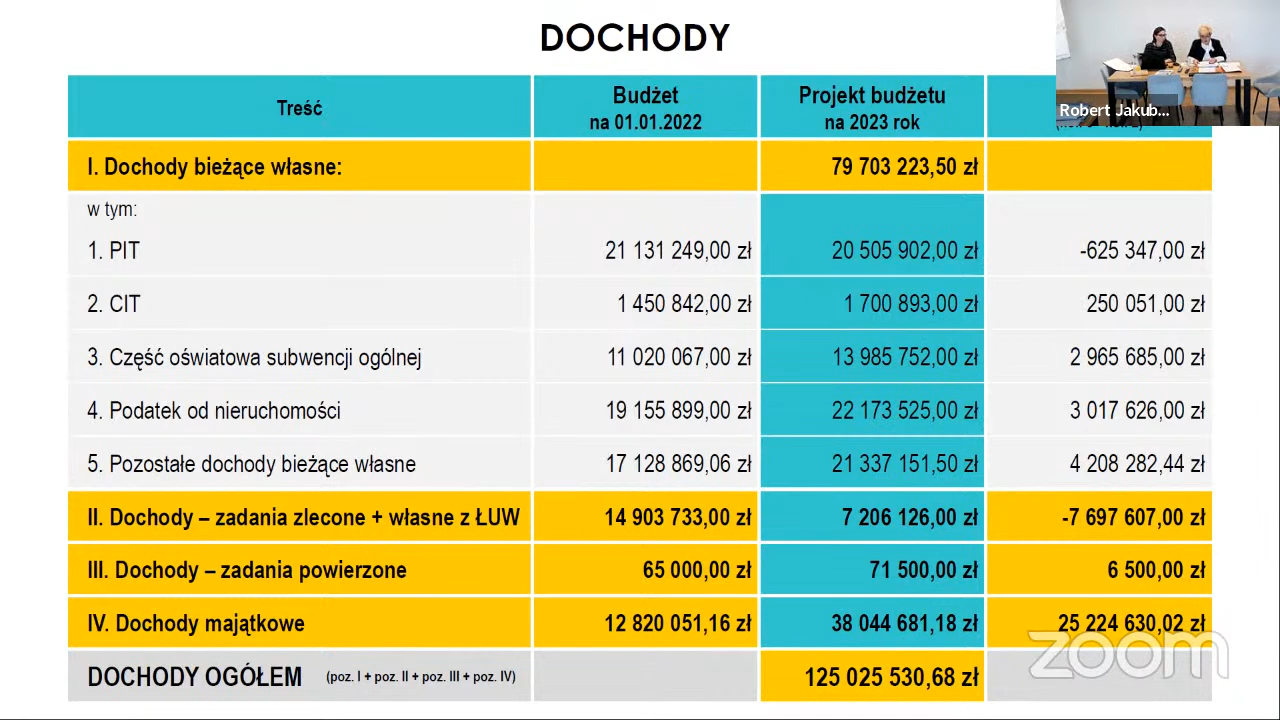 DOCHODY
Treść
Budżet
na 01.01.2022
Projekt budżetu
na 2023 rok
Robert Jakub...
I. Dochody bieżące własne:
79 703 223,50 zł
w tym:
1. PIT
21 131 249,00 zł
20 505 902,00 zł
-625 347,00 zł
2. CIT
1 450 842,00 zł
1 700 893,00 zł
250 051,00 zł
3. Część oświatowa subwencji ogólnej
11 020 067,00 zł
13 985 752,00 zł
2 965 685,00 zł
4. Podatek od nieruchomości
19 155 899,00 zł
22 173 525,00 zł
3 017 626,00 zł
5. Pozostałe dochody bieżące własne
17 128 869,06 zł
21 337 151,50 zł
4 208 282,44 zł
II. Dochody – zadania zlecone + własne z ŁUW
14 903 733,00 zł
7 206 126,00 zł
-7 697 607,00 zł
III. Dochody – zadania powierzone
65 000,00 zł
71 500,00 zł
6 500,00 zł
IV. Dochody majątkowe
12 820 051,16 zł
38 044 681,18 zł
25 224 630,02 zł
DOCHODY OGÓŁEM (poz. I + poz. II + poz. III + poz. IV)
125 025 530,68 zł
zoom